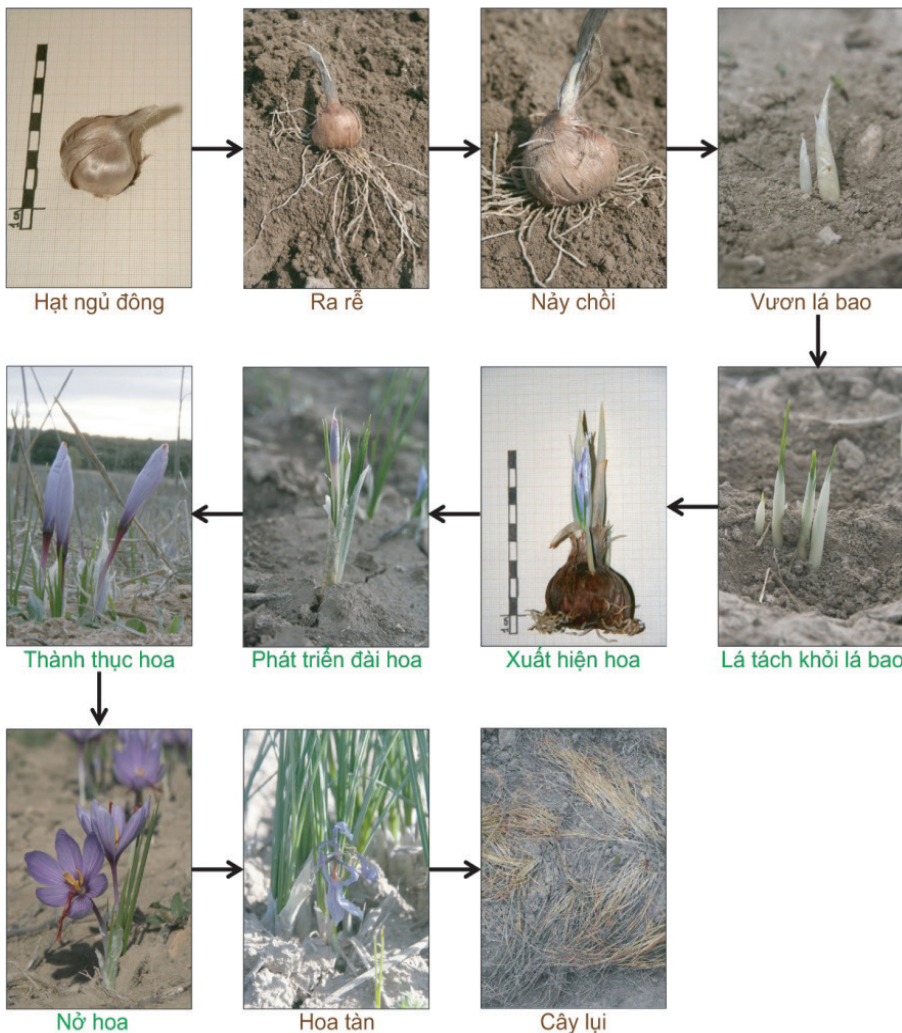 Hạt ngủ đông
Ra rễ
Nảy chồi
Vươn lá bao
Thành thục hoa
Phát triển đài hoa
Xuất hiện hoa
Lá tách khỏi lá bao
Nở hoa
Hoa tàn
Cây lụi